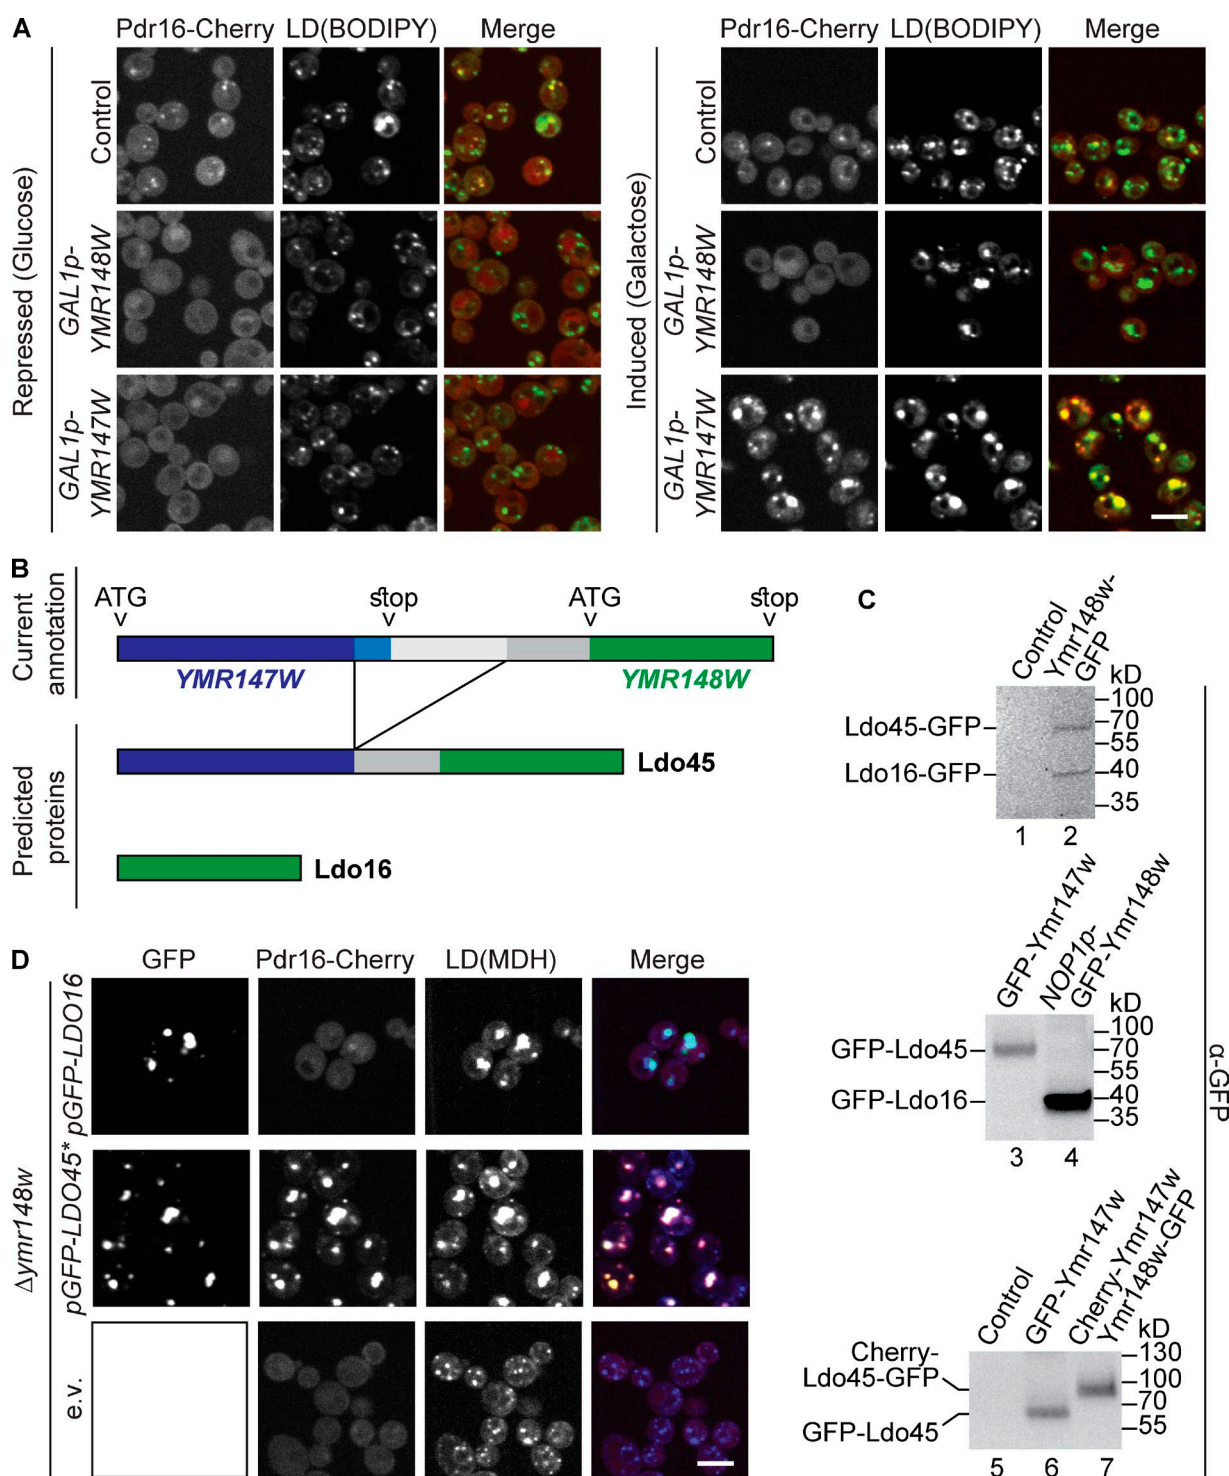 A
Pdr16-Cherry LD(BODIPY) Merge
Pdr16-Cherry LD(BODIPY) Merge
Repressed (Glucose)
Control
GAL1p-
YMR148W
GAL1p-
YMR147W
Induced (Galactose)
Control
GAL1p-
YMR148W
GAL1p-
YMR147W
B
Current
annotation
ATG stop ATG stop
YMR147W YMR148W
Predicted
proteins
Ldo45
Ldo16
C
Control
Ymr148w-
GFP
kD
100
70
55
40
35
Ldo45-GFP
Ldo16-GFP
1 2
GFP-Ymr147w
NOP1p-
GFP-Ymr148w
kD
100
70
55
40
35
GFP-Ldo45
GFP-Ldo16
3 4
α-GFP
Control
GFP-Ymr147w
Cherry-Ymr147w
Ymr148w-GFP
kD
130
100
70
55
Cherry-
Ldo45-GFP
GFP-Ldo45
5 6 7
D
GFP Pdr16-Cherry LD(MDH) Merge
Δymr148w
pGFP-LDO16
pGFP-LDO45*
e.v.